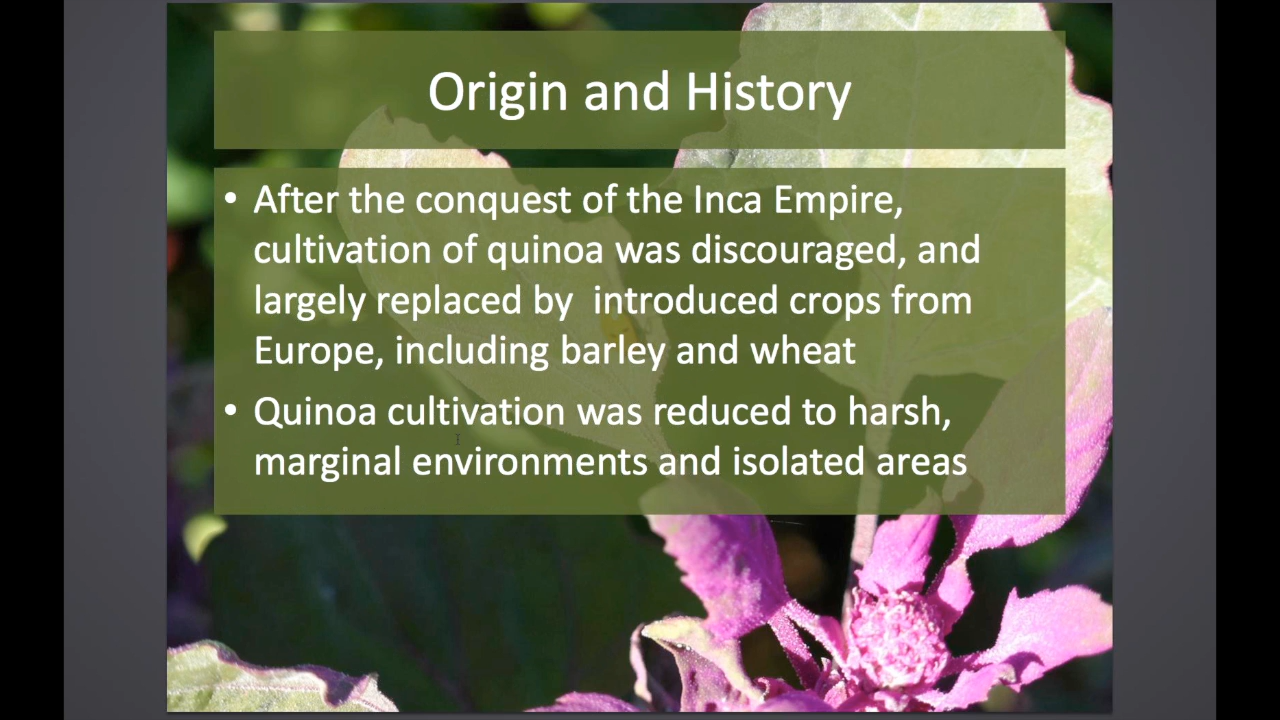 Origin and History
• After the conquest of the Inca Empire,
cultivation of quinoa was discouraged, and
largely replaced by  introduced crops from
Europe, including barley and wheat
• Quinoa cultivation was reduced to harsh,
marginal environments and isolated areas